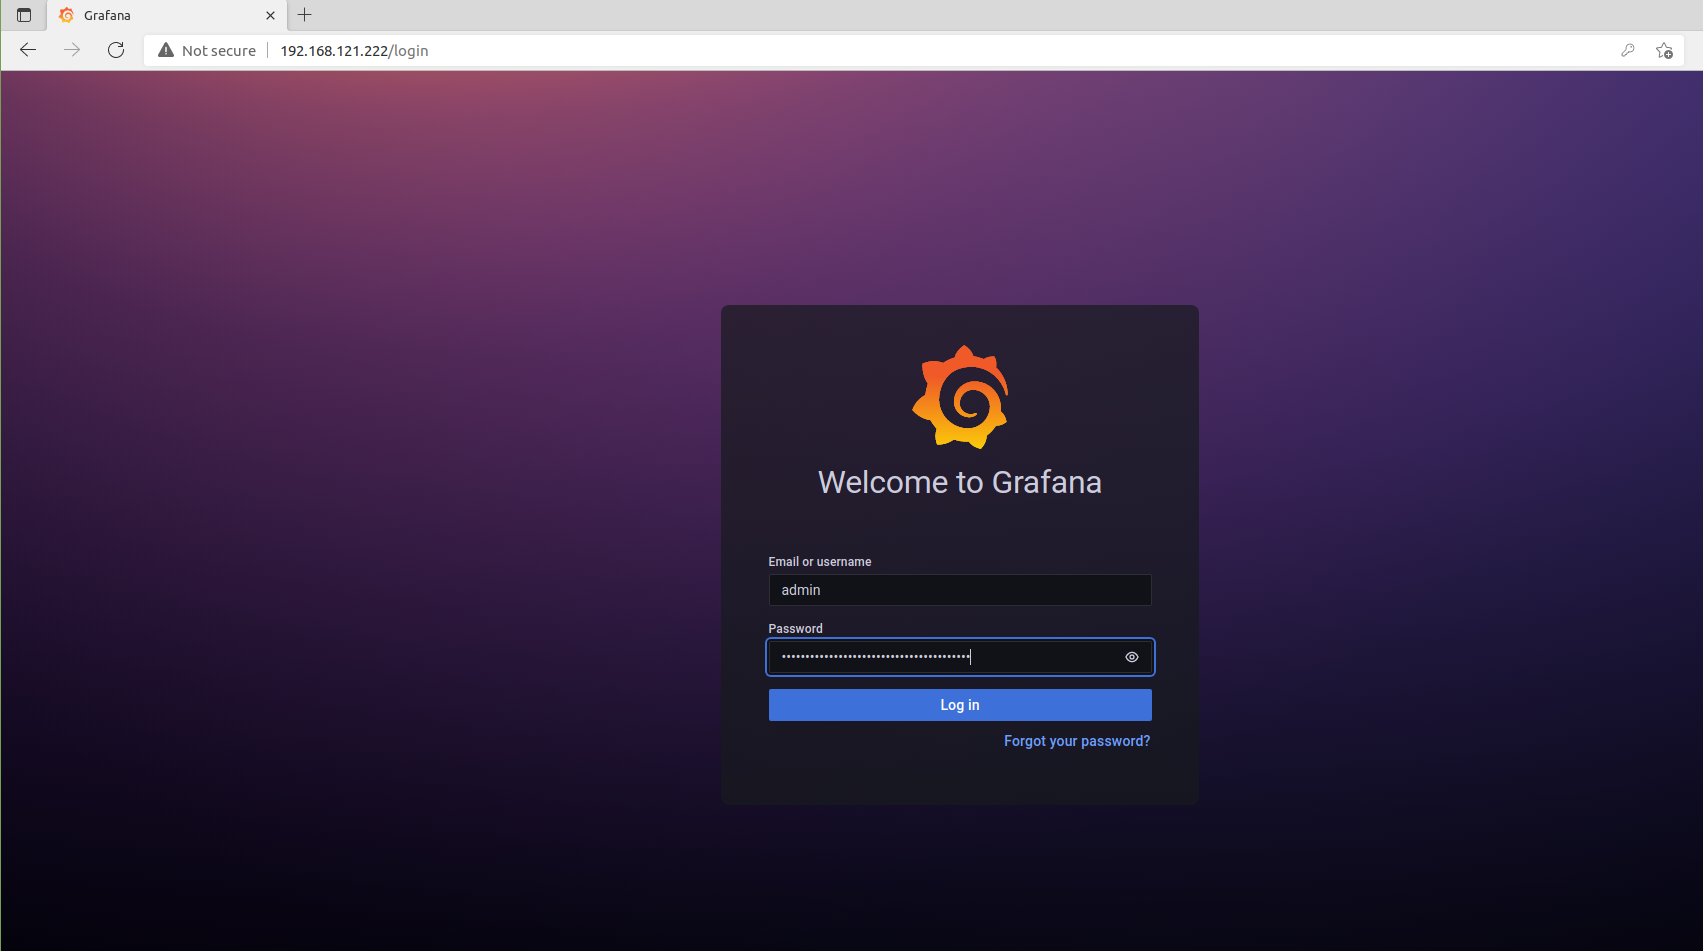 Grafana
Not secure 192.168.121.222/login
Welcome to Grafana
Email or username
admin
Password
••••••••••••••••••••••••••••••••••••••••
Log in
Forgot your password?